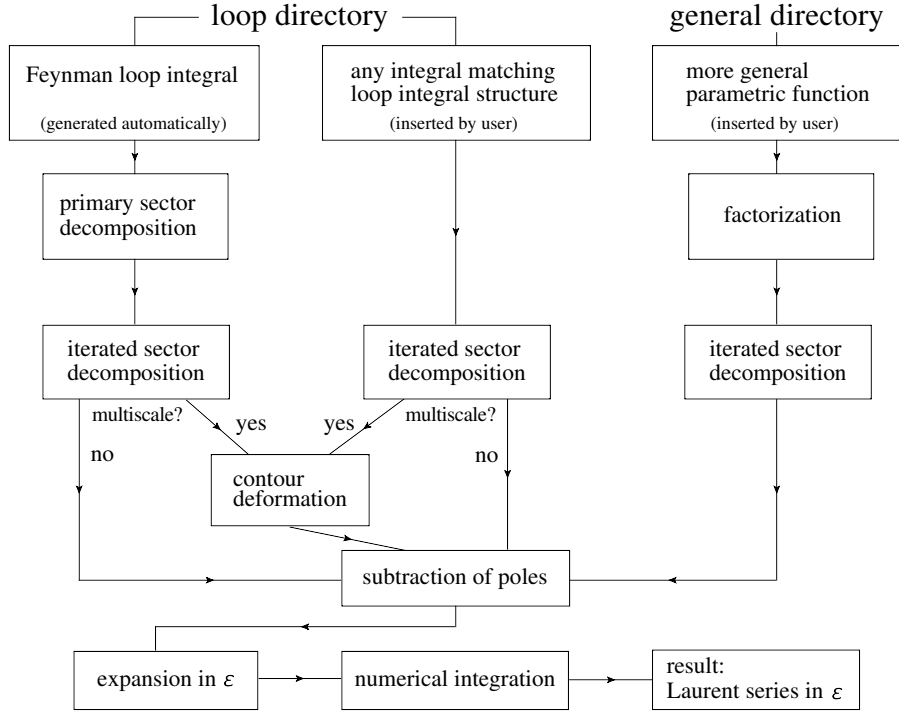 loop directory
general directory
Feynman loop integral
(generated automatically)
any integral matching
loop integral structure
(inserted by user)
more general
parametric function
(inserted by user)
primary sector
decomposition
factorization
iterated sector
decomposition
iterated sector
decomposition
iterated sector
decomposition
multiscale?
yes
no
multiscale?
yes
no
contour
deformation
subtraction of poles
expansion in ε
numerical integration
result:
Laurent series in ε